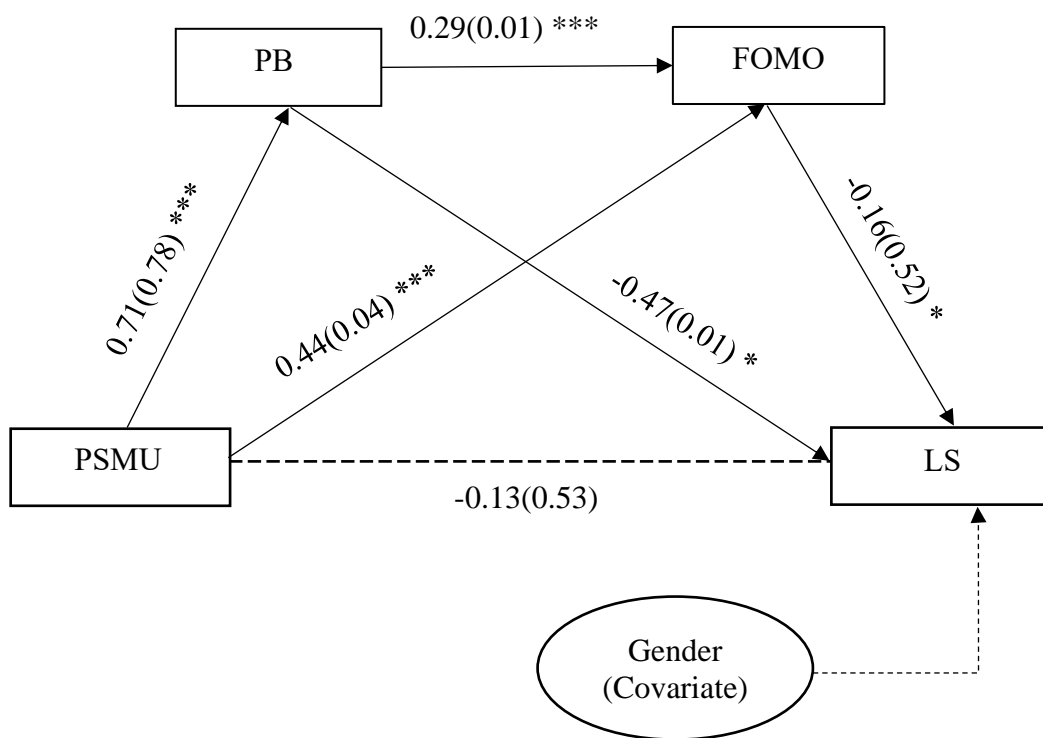 0.29(0.01) ***
PB
FOMO
0.71(0.78) ***
0.44(0.04) ***
-0.47(0.01) *
-0.16(0.52) *
PSMU
LS
-0.13(0.53)
Gender
(Covariate)